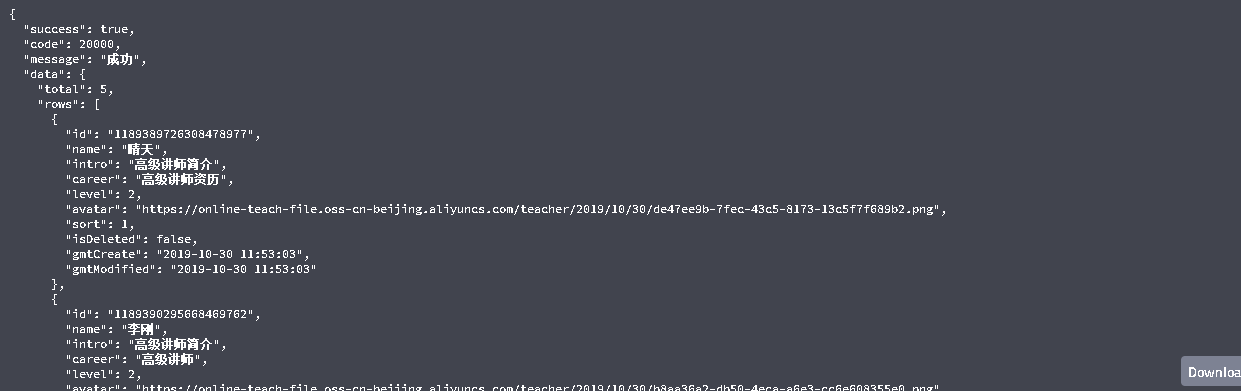 {
"success": true,
"code": 20000,
"message": "成功",
"data": {
"total": 5,
"rows": [
{
"id": "1189389726308478977",
"name": "晴天",
"intro": "高级讲师简介",
"career": "高级讲师资历",
"level": 2,
"avatar": "https://online-teach-file.oss-cn-beijing.aliyuncs.com/teacher/2019/10/30/de47ee9b-7fec-43c5-8173-13c5f7f689b2.png",
"sort": 1,
"isDeleted": false,
"gmtCreate": "2019-10-30 11:53:03",
"gmtModified": "2019-10-30 11:53:03"
},
{
"id": "1189390295668469762",
"name": "李刚",
"intro": "高级讲师简介",
"career": "高级讲师",
"level": 2,
"avatar": "https://online-teach-file.oss-cn-beijing.aliyuncs.com/teacher/2019/10/30/b8aa36a2-db50-4eca-a6e3-cc6e608355e0.png",
Downloa